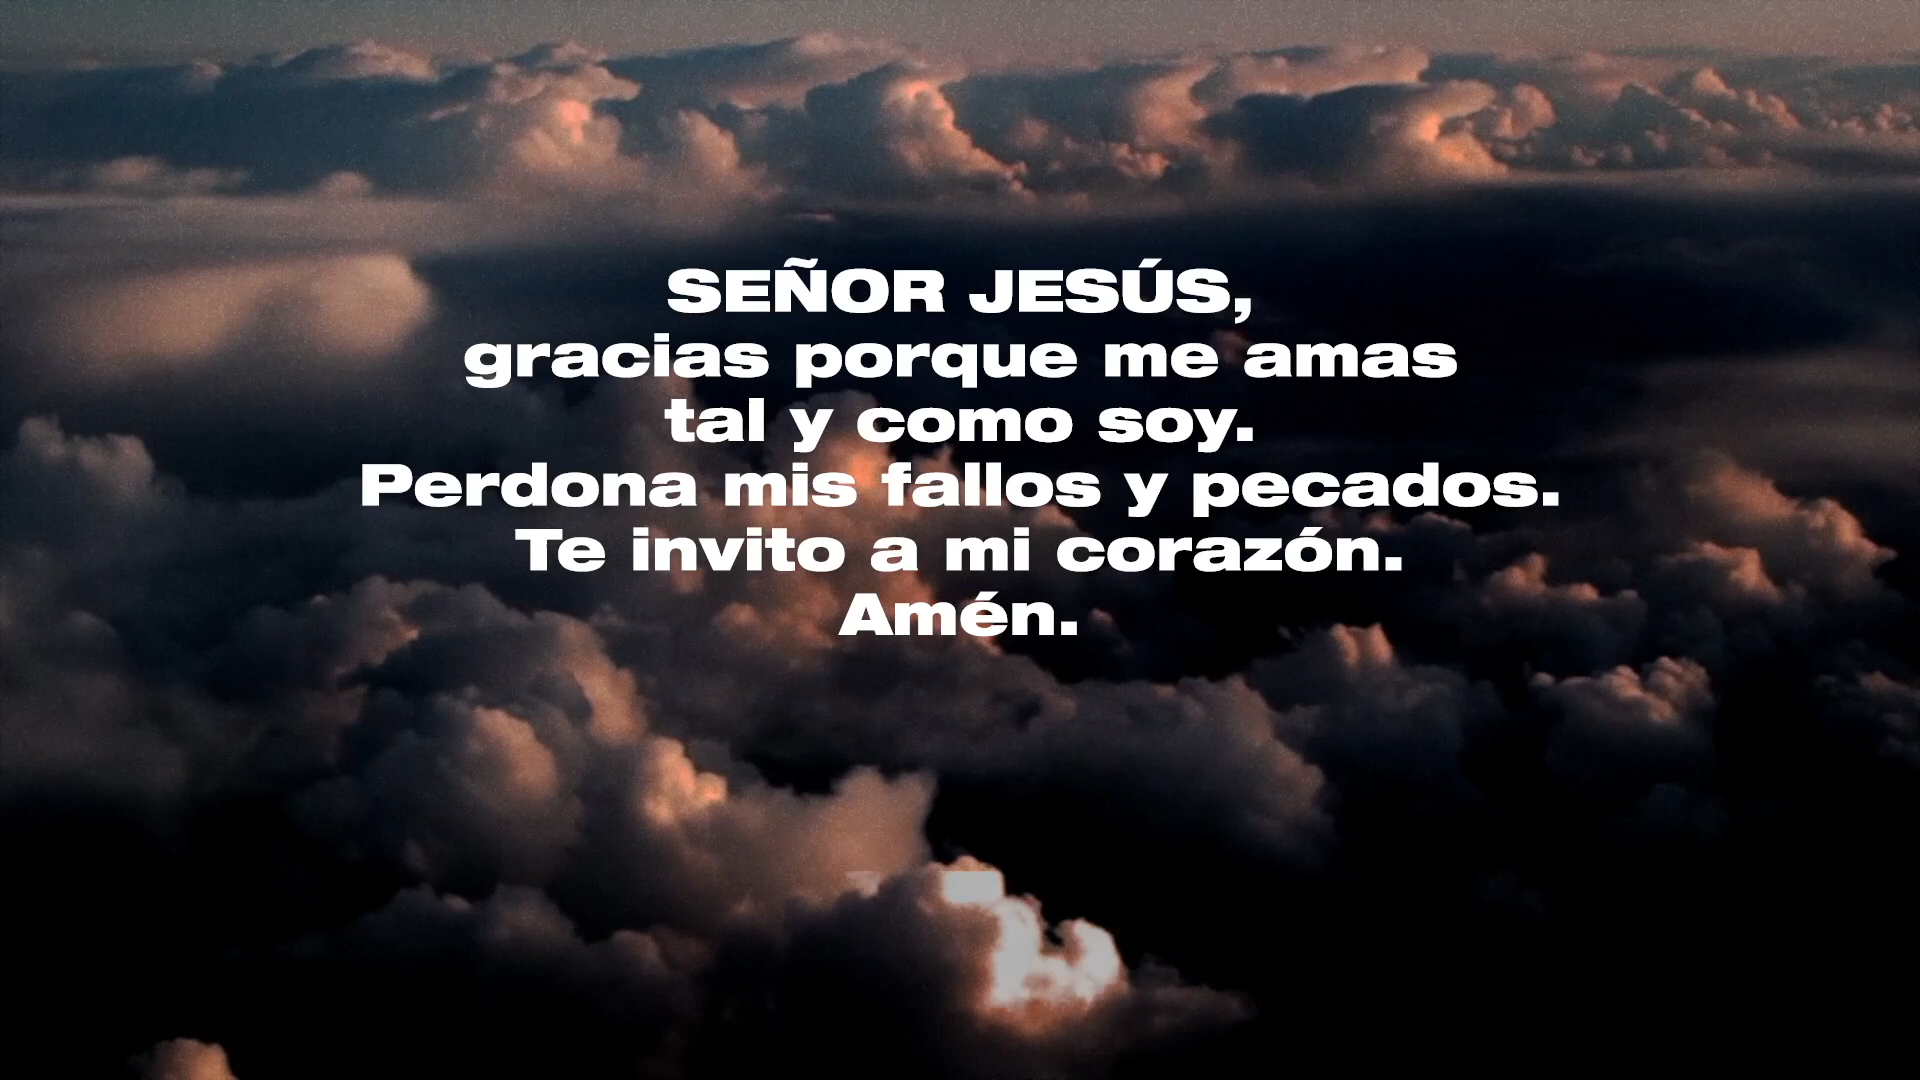 SEÑOR JESÚS,
gracias porque me amas
tal y como soy.
Perdona mis fallos y pecados.
Te invito a mi corazón.
Amén.